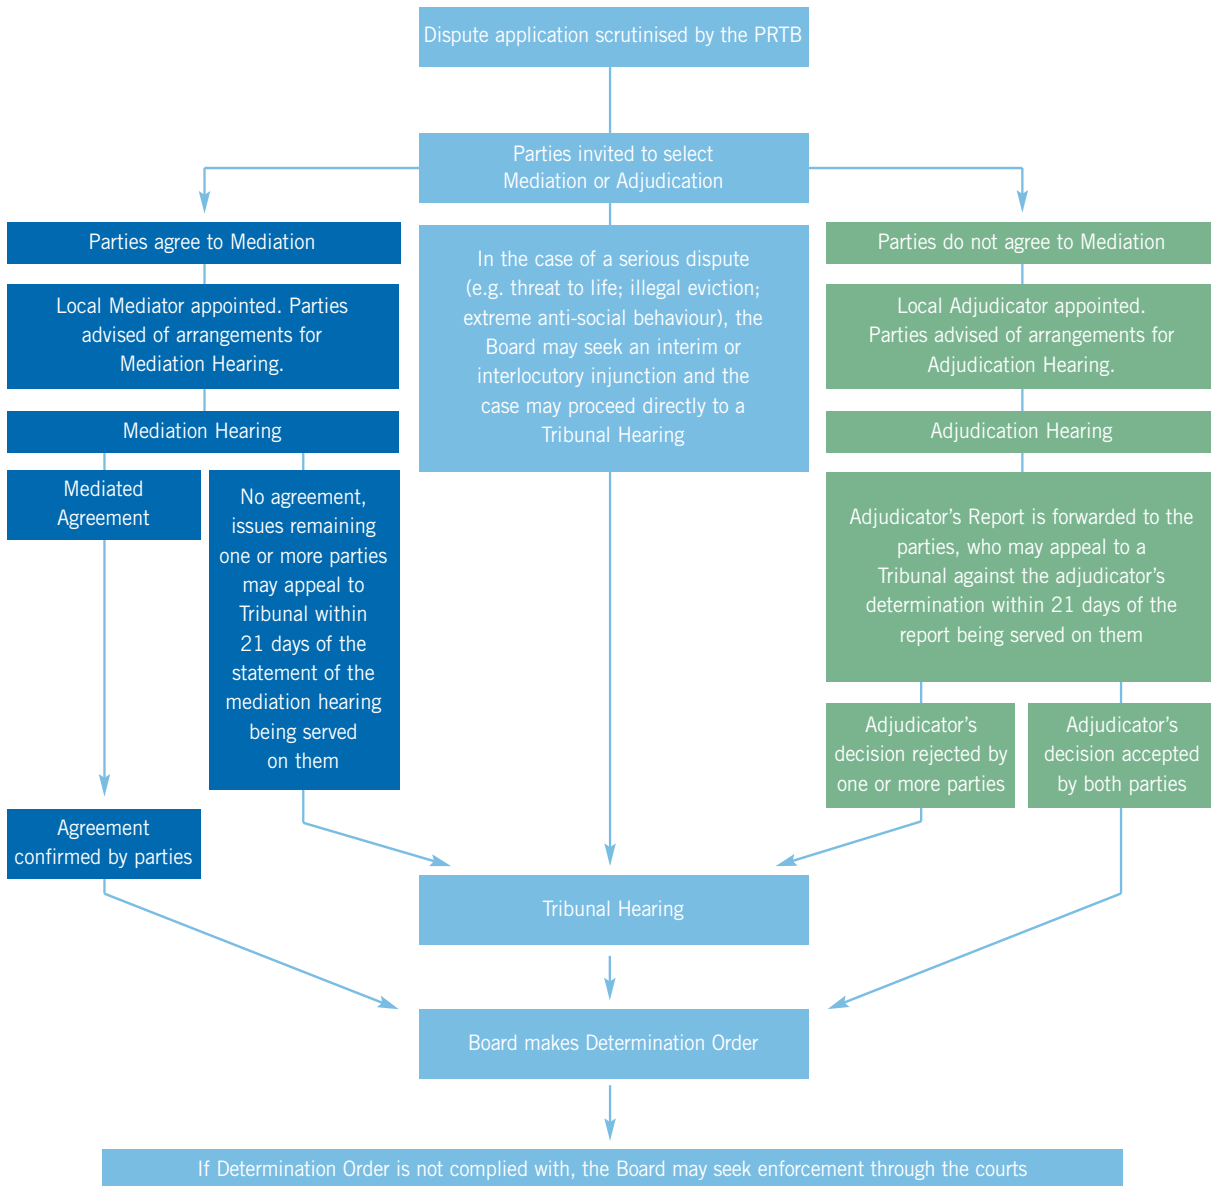 Dispute application scrutinised by the PRTB
Parties invited to select
Mediation or Adjudication
Parties agree to Mediation
Local Mediator appointed. Parties
advised of arrangements for
Mediation Hearing.
Mediation Hearing
Mediated
Agreement
No agreement,
issues remaining
one or more parties
may appeal to
Tribunal within
21 days of the
statement of the
mediation hearing
being served
on them
Agreement
confirmed by parties
In the case of a serious dispute
(e.g. threat to life; illegal eviction;
extreme anti-social behaviour), the
Board may seek an interim or
interlocutory injunction and the
case may proceed directly to a
Tribunal Hearing
Parties do not agree to Mediation
Local Adjudicator appointed.
Parties advised of arrangements for
Adjudication Hearing.
Adjudication Hearing
Adjudicator’s Report is forwarded to the
parties, who may appeal to a
Tribunal against the adjudicator’s
determination within 21 days of the
report being served on them
Adjudicator’s
decision rejected by
one or more parties
Adjudicator’s
decision accepted
by both parties
Tribunal Hearing
Board makes Determination Order
If Determination Order is not complied with, the Board may seek enforcement through the courts